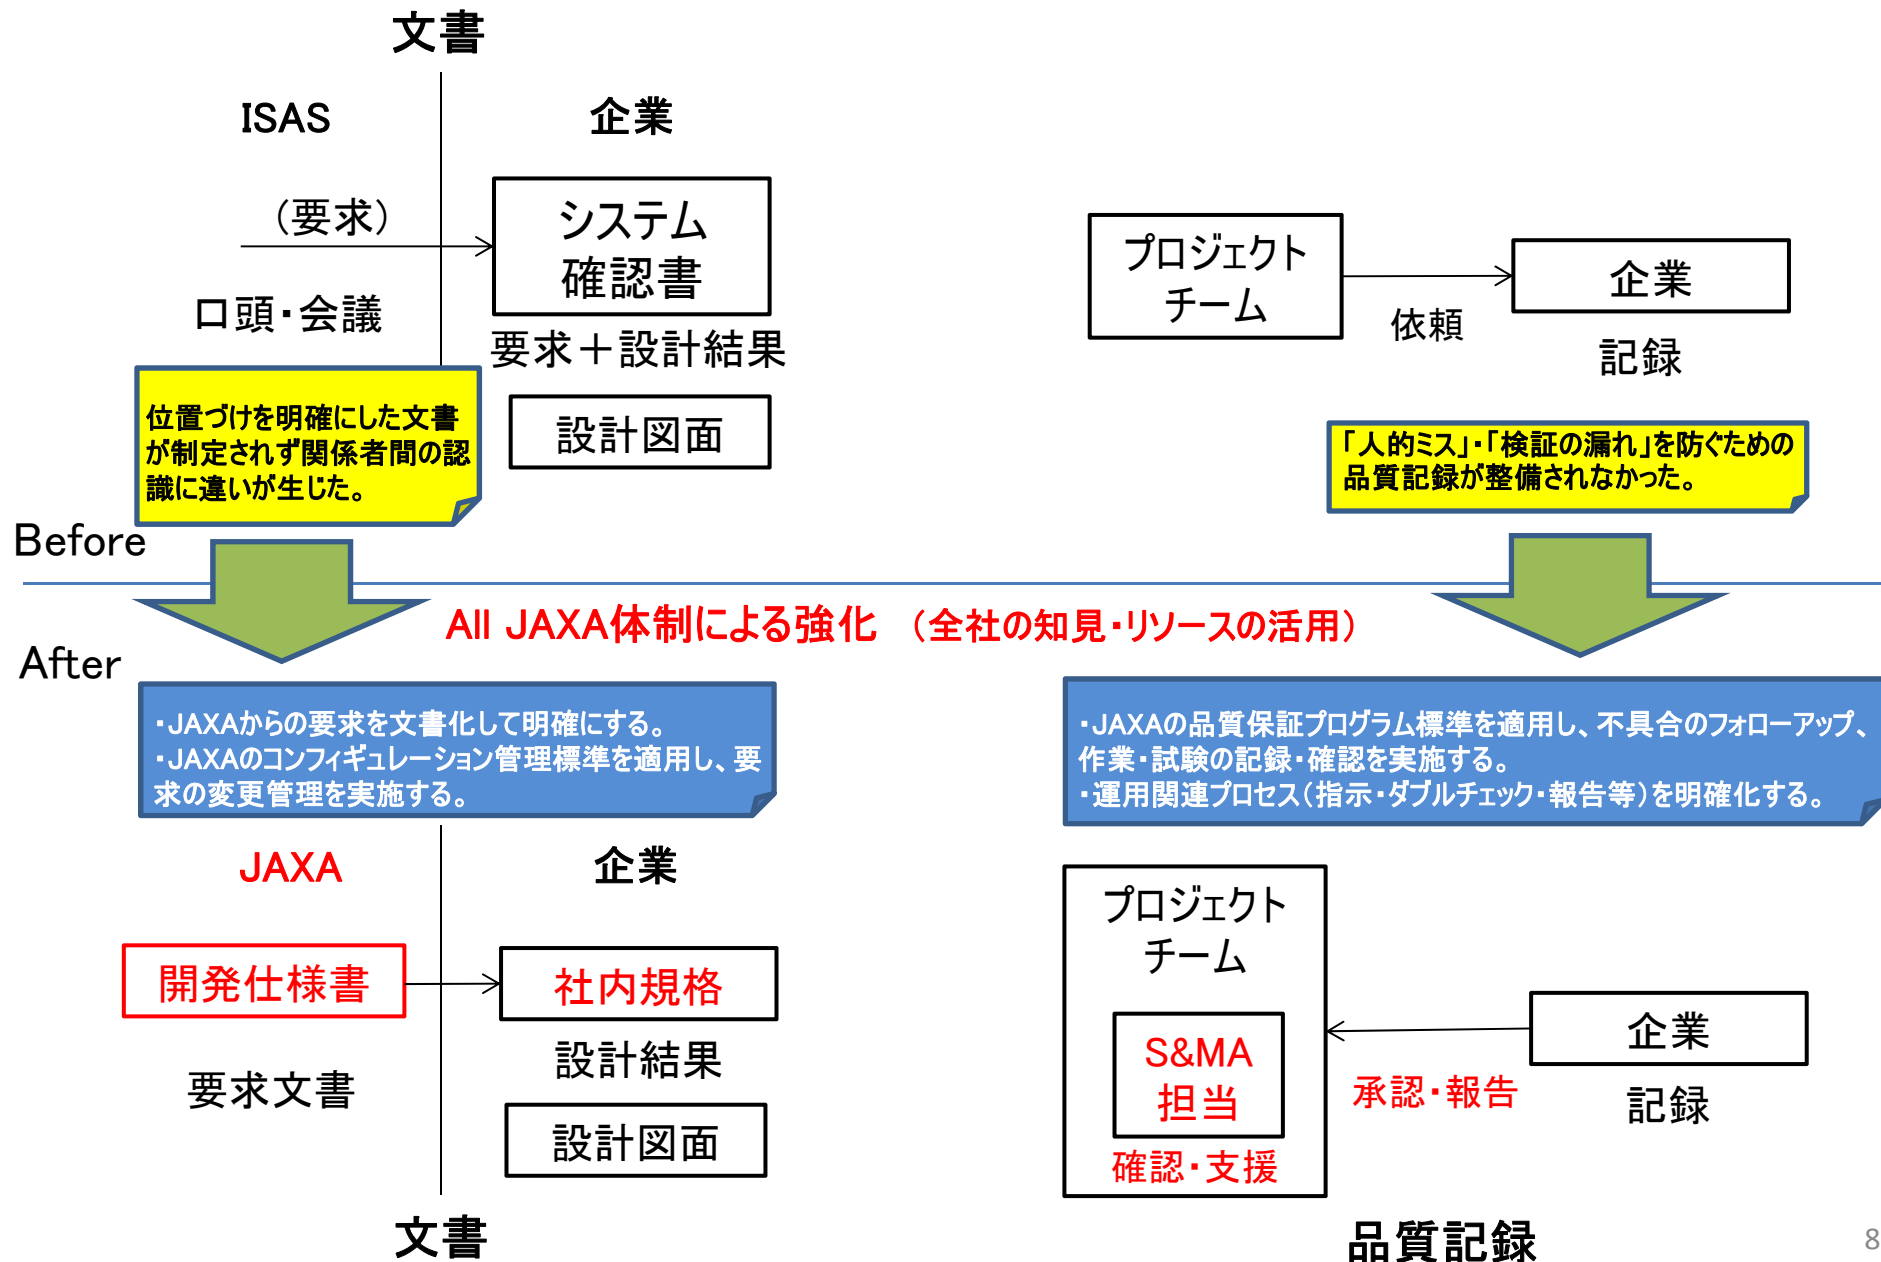 文書
ISAS
企業
（要求）
システム
確認書
口頭・会議
要求＋設計結果
設計図面
位置づけを明確にした文書
が制定されず関係者間の認
識に違いが生じた。
プロジェクト
チーム
依頼
企業
記録
「人的ミス」・「検証の漏れ」を防ぐための
品質記録が整備されなかった。
Before
All JAXA体制による強化　（全社の知見・リソースの活用）
After
・JAXAからの要求を文書化して明確にする。
・JAXAのコンフィギュレーション管理標準を適用し、要
求の変更管理を実施する。
・JAXAの品質保証プログラム標準を適用し、不具合のフォローアップ、
作業・試験の記録・確認を実施する。
・運用関連プロセス（指示・ダブルチェック・報告等）を明確化する。
JAXA
企業
開発仕様書
社内規格
設計結果
要求文書
設計図面
文書
プロジェクト
チーム
S&MA
担当
確認・支援
承認・報告
企業
記録
品質記録
8